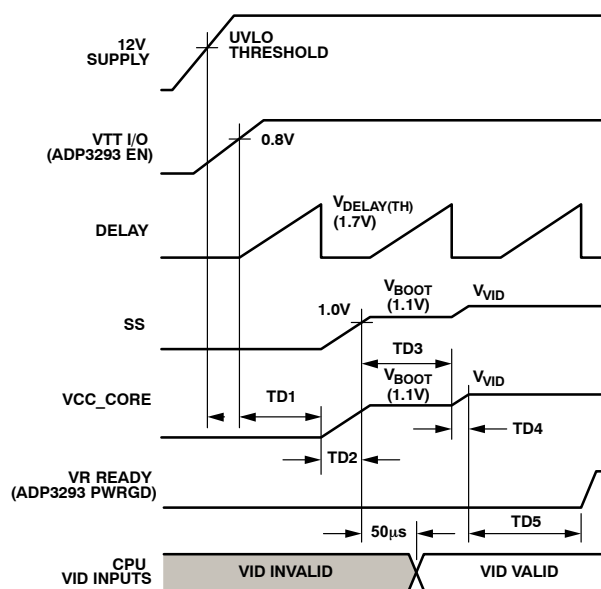 12V
SUPPLY
UVLO
THRESHOLD
VTT I/O
(ADP3293 EN)
0.8V
DELAY
VDELAY(TH)
(1.7V)
SS
1.0V
VBOOT
(1.1V)
VVID
TD3
VCC_CORE
TD1
VBOOT
(1.1V)
VVID
TD4
TD2
VR READY
(ADP3293 PWRGD)
TD5
50µs
CPU
VID INPUTS
VID INVALID
VID VALID